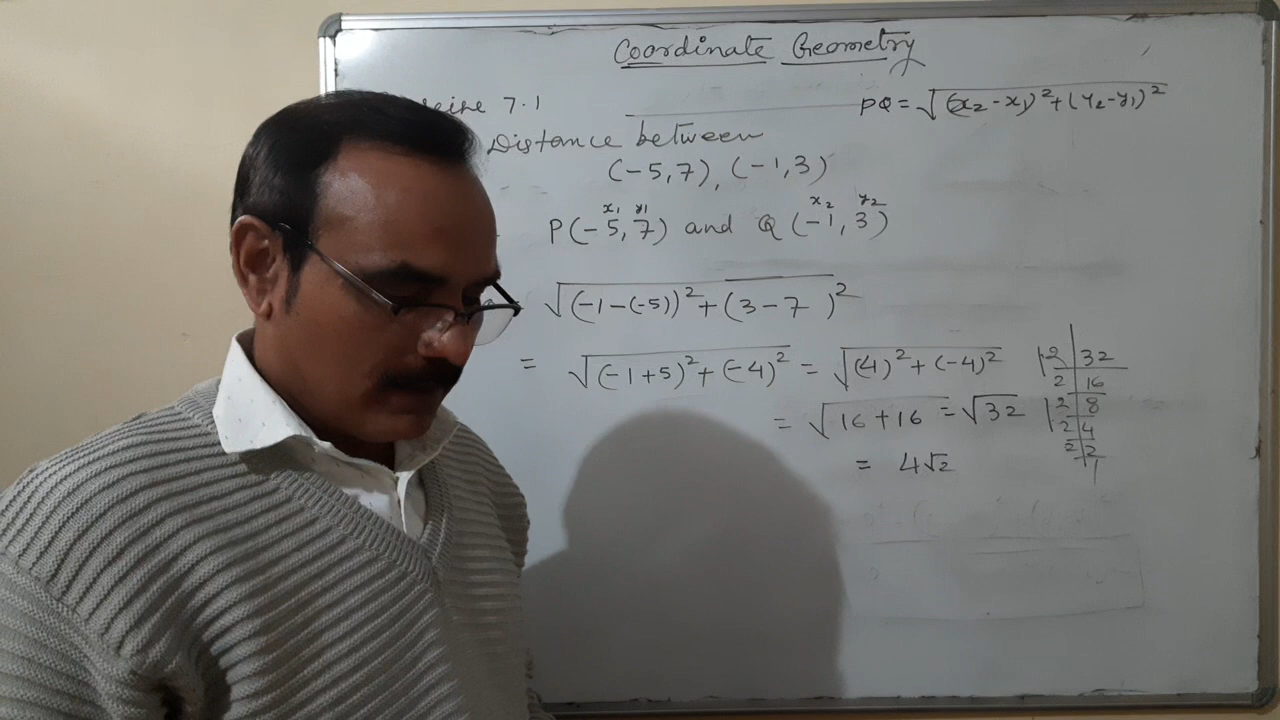 Coordinate Geometry
7.1
PQ = √(x₂-x₁)²+(y₂-y₁)²
Distance between
(-5,7), (-1,3)
x₁ y₁ x₂ y₂
P(-5,7) and Q(-1,3)
√(-1-(-5))²+(3-7)²
= √(-1+5)²+(-4)² = √(4)²+(-4)²
= √16+16 = √32
= 4√2
2 32
2 16
2 8
2 4
2 2
1